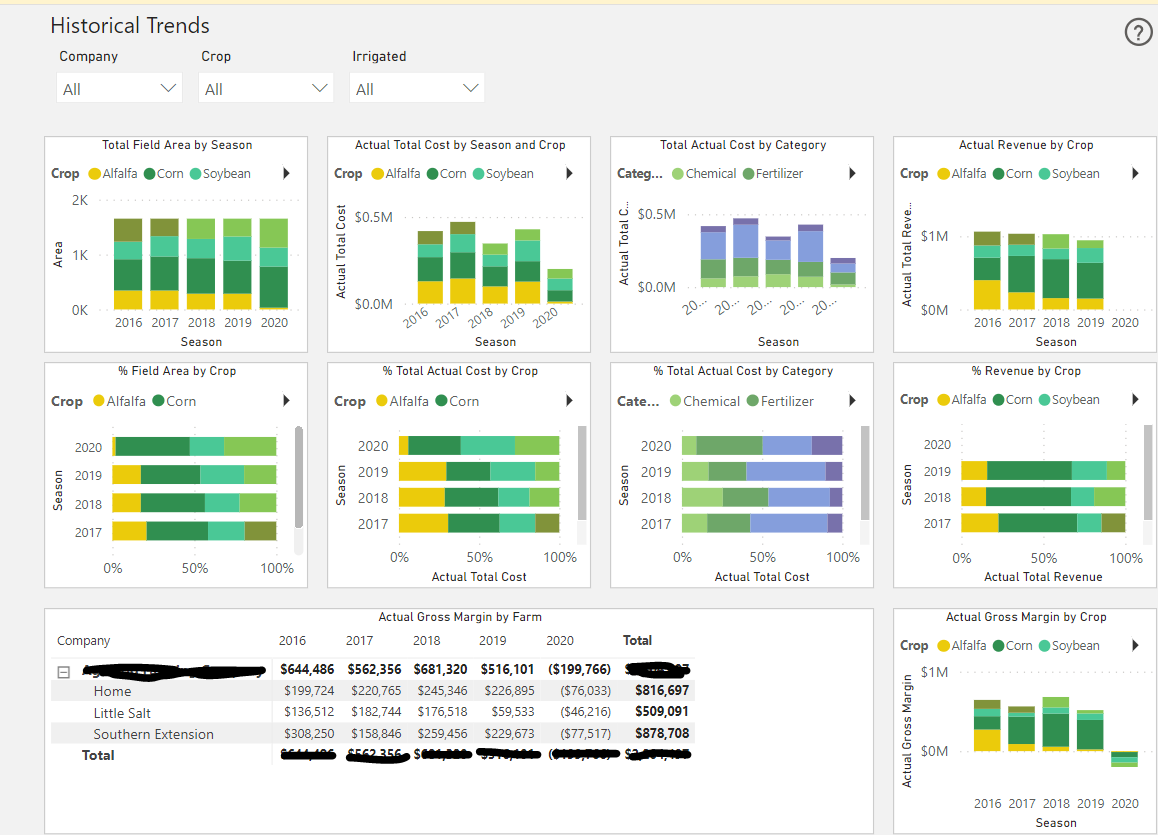 Historical Trends
?
Company Crop Irrigated
All All All
Total Field Area by Season
Crop Alfalfa Corn Soybean
2K
1K
0K
Area
2016 2017 2018 2019 2020
Season
Actual Total Cost by Season and Crop
Crop Alfalfa Corn Soybean
$0.5M
$0.0M
Actual Total Cost
2016 2017 2018 2019 2020
Season
Total Actual Cost by Category
Categ... Chemical Fertilizer
$0.5M
$0.0M
Actual Total C...
20... 20... 20... 20... 20...
Season
Actual Revenue by Crop
Crop Alfalfa Corn Soybean
$1M
$0M
Actual Total Reve...
2016 2017 2018 2019 2020
Season
% Field Area by Crop
Crop Alfalfa Corn
2020
2019
2018
2017
Season
0% 50% 100%
% Total Actual Cost by Crop
Crop Alfalfa Corn
2020
2019
2018
2017
Season
0% 50% 100%
Actual Total Cost
% Total Actual Cost by Category
Cate... Chemical Fertilizer
2020
2019
2018
2017
Season
0% 50% 100%
Actual Total Cost
% Revenue by Crop
Crop Alfalfa Corn Soybean
2020
2019
2018
2017
Season
0% 50% 100%
Actual Total Revenue
Actual Gross Margin by Farm
Company 2016 2017 2018 2019 2020 Total
$644,486 $562,356 $681,320 $516,101 ($199,766)
Home $199,724 $220,765 $245,346 $226,895 ($76,033) $816,697
Little Salt $136,512 $182,744 $176,518 $59,533 ($46,216) $509,091
Southern Extension $308,250 $158,846 $259,456 $229,673 ($77,517) $878,708
Total
Actual Gross Margin by Crop
Crop Alfalfa Corn Soybean
$1M
$0M
Actual Gross Margin
2016 2017 2018 2019 2020
Season